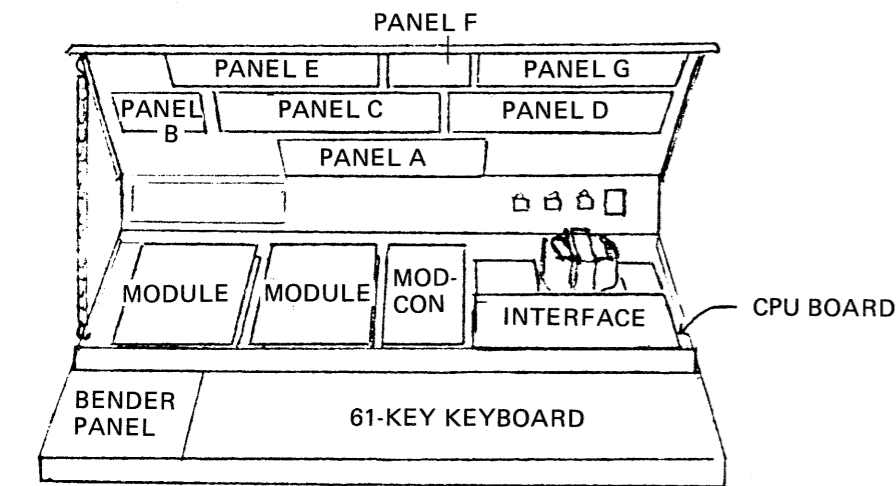 PANEL F
PANEL E
PANEL G
PANEL
B
PANEL C
PANEL D
PANEL A
MODULE
MODULE
MOD-
CON
INTERFACE
CPU BOARD
BENDER
PANEL
61-KEY KEYBOARD